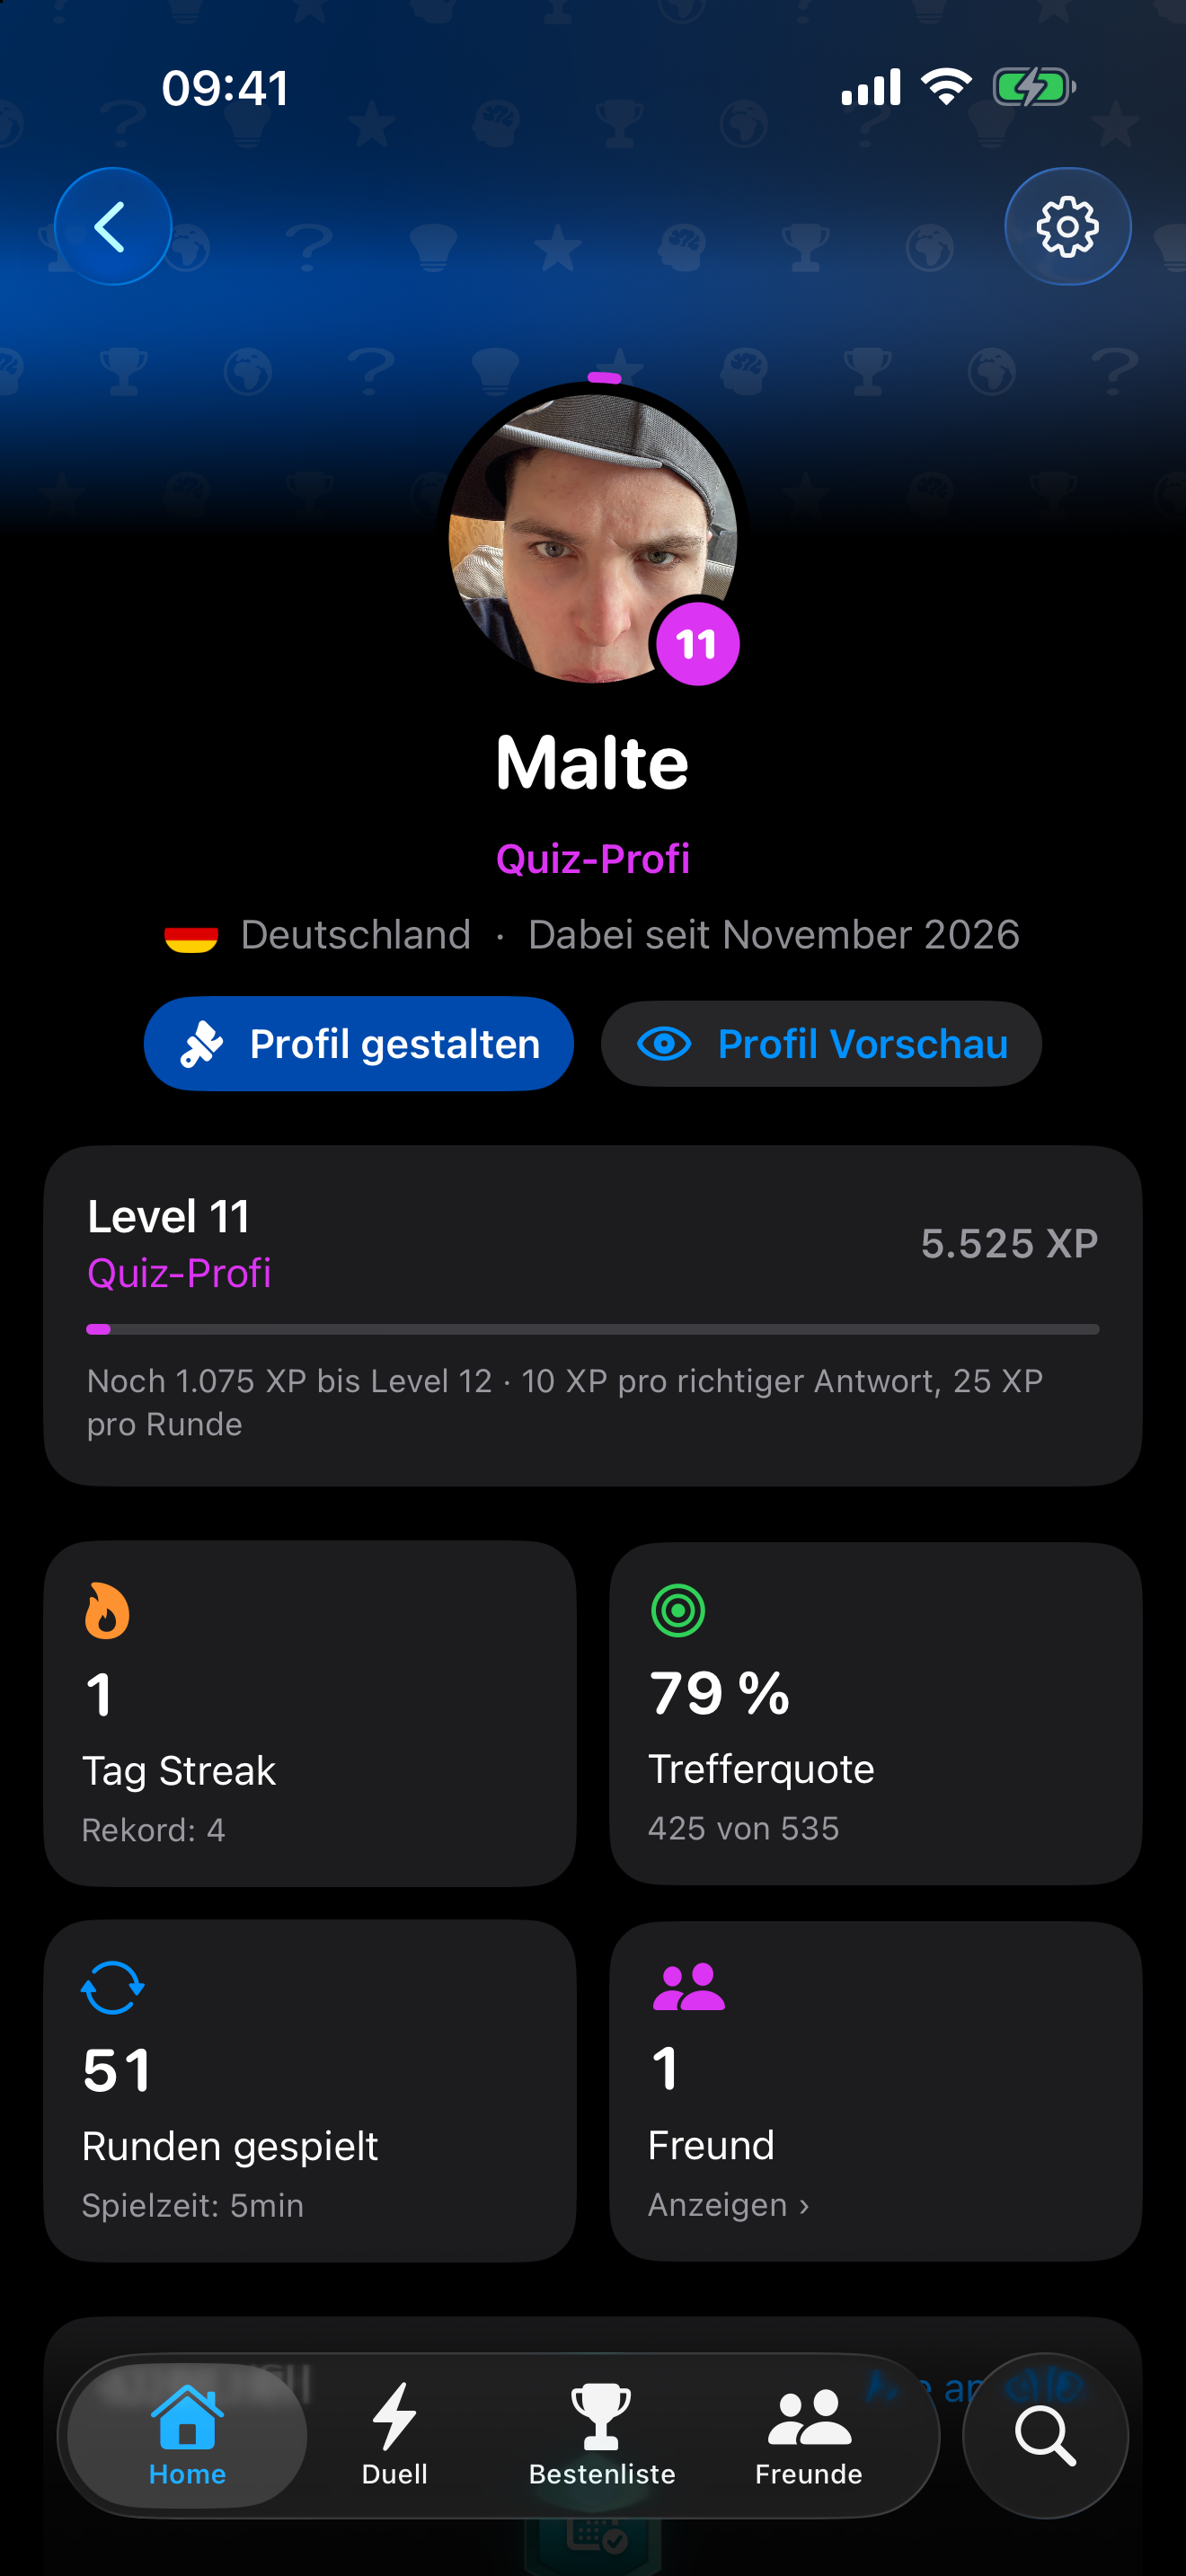 09:41
11
Malte
Quiz-Profi
Deutschland · Dabei seit November 2026
Profil gestalten
Profil Vorschau
Level 11
5.525 XP
Quiz-Profi
Noch 1.075 XP bis Level 12 · 10 XP pro richtiger Antwort, 25 XP
pro Runde
1
Tag Streak
Rekord: 4
79 %
Trefferquote
425 von 535
51
Runden gespielt
Spielzeit: 5min
1
Freund
Anzeigen ›
Home
Duell
Bestenliste
Freunde